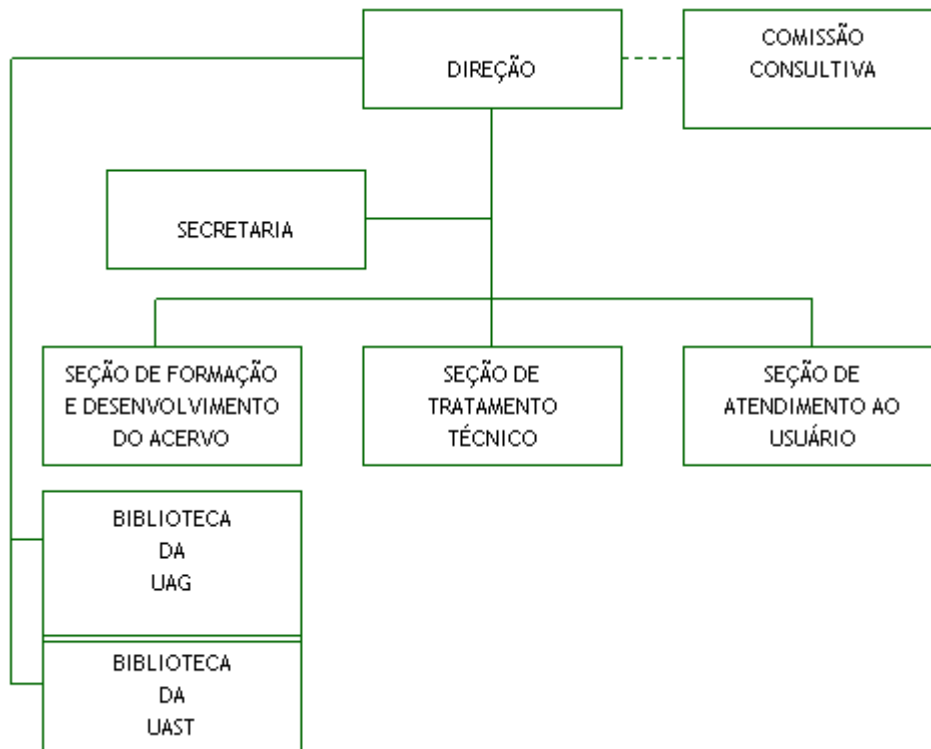 DIREÇÃO
COMISSÃO
CONSULTIVA
SECRETARIA
SEÇÃO DE FORMAÇÃO
E DESENVOLVIMENTO
DO ACERVO
SEÇÃO DE
TRATAMENTO
TÉCNICO
SEÇÃO DE
ATENDIMENTO AO
USUÁRIO
BIBLIOTECA
DA
UAG
BIBLIOTECA
DA
UAST